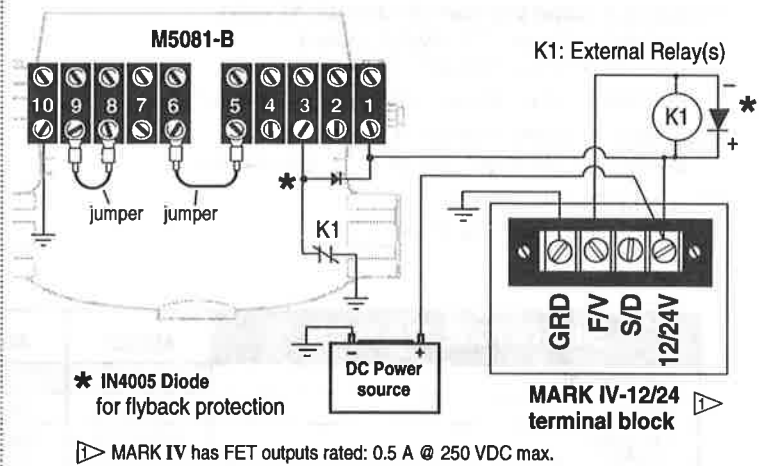 M5081-B
K1: External Relay(s)
10 9 8 7 6 5 4 3 2 1
−
K1
*
+
*
jumper jumper
K1
GRD
F/V
S/D
12/24V
− +
DC Power
source
* IN4005 Diode
for flyback protection
MARK IV-12/24
terminal block
1
1 MARK IV has FET outputs rated: 0.5 A @ 250 VDC max.